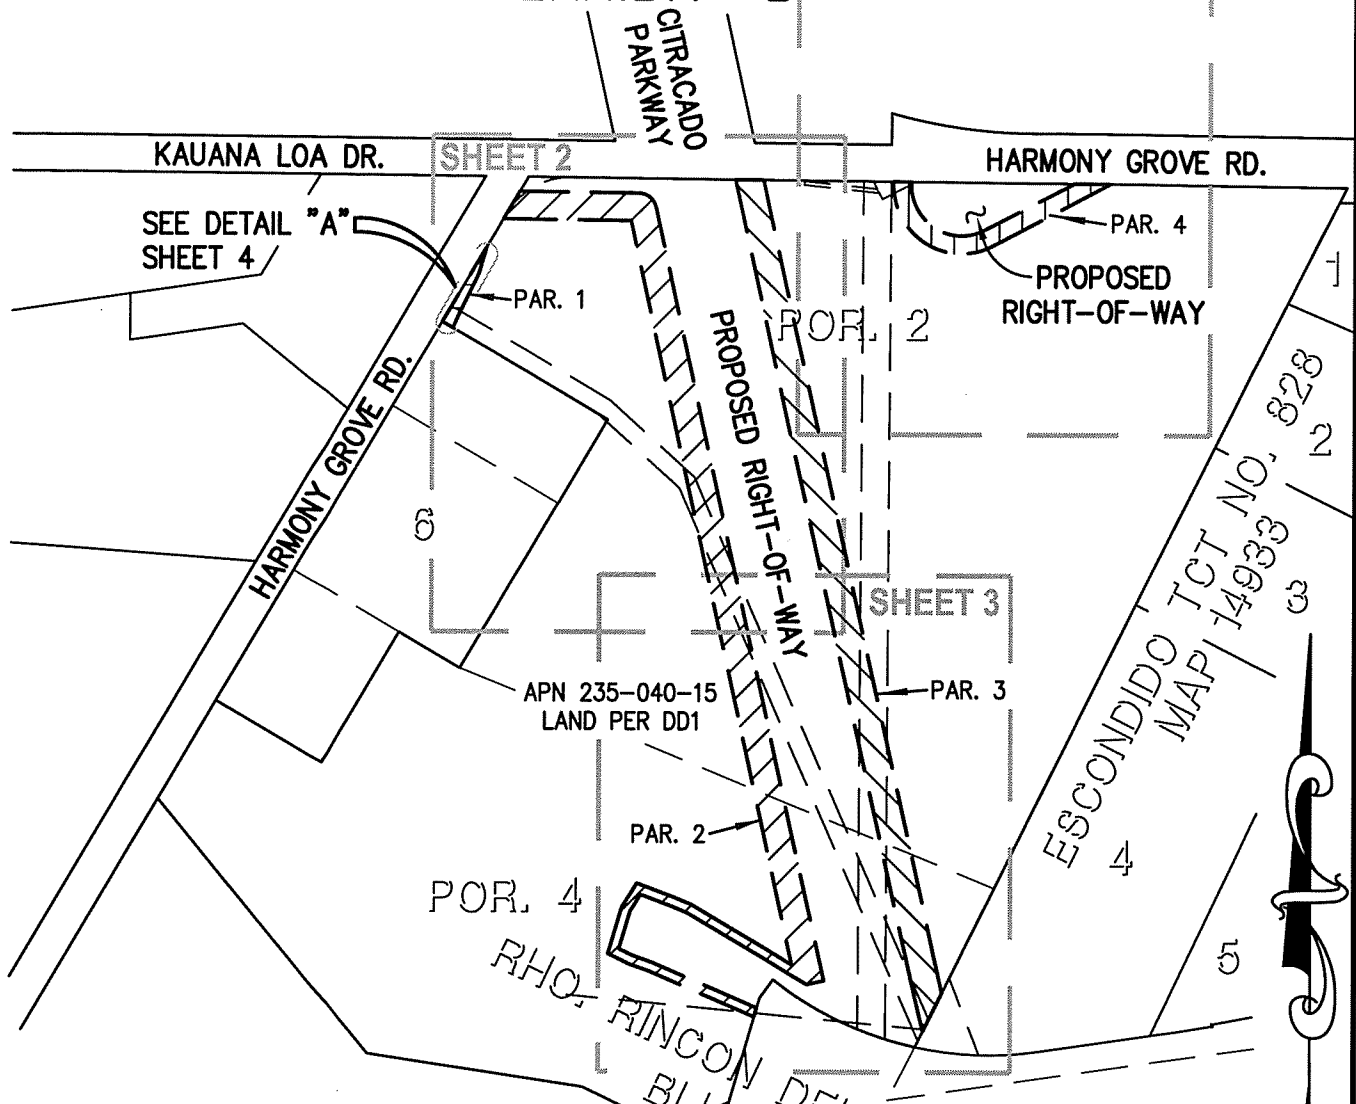 CITRACADO
PARKWAY
KAUANA LOA DR.
SHEET 2
HARMONY GROVE RD.
SEE DETAIL "A"
SHEET 4
PAR. 1
PAR. 4
PROPOSED
RIGHT-OF-WAY
1
POR. 2
PROPOSED RIGHT-OF-WAY
HARMONY GROVE RD.
6
2
ESCONDIDO TCT NO. 828
MAP 14933
3
SHEET 3
APN 235-040-15
LAND PER DD1
PAR. 3
PAR. 2
4
POR. 4
5
RHO. RINCON